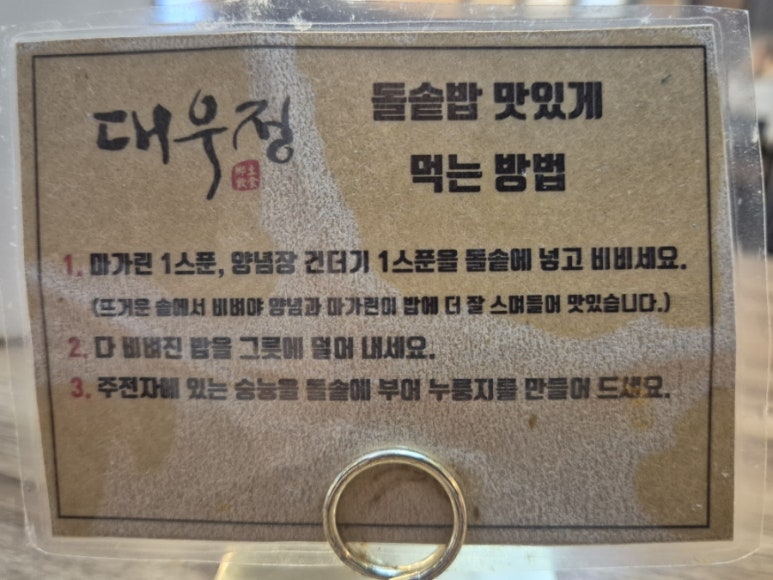 대우정
돌솥밥 맛있게
먹는 방법
1. 마가린 1스푼, 양념장 건더기 1스푼을 돌솥에 넣고 비비세요.
(뜨거운 솥에서 비벼야 양념과 마가린이 밥에 더 잘 스며들어 맛있습니다.)
2. 다 비벼진 밥을 그릇에 덜어 내세요.
3. 주전자에 있는 숭늉을 돌솥에 부어 누룽지를 만들어 드세요.